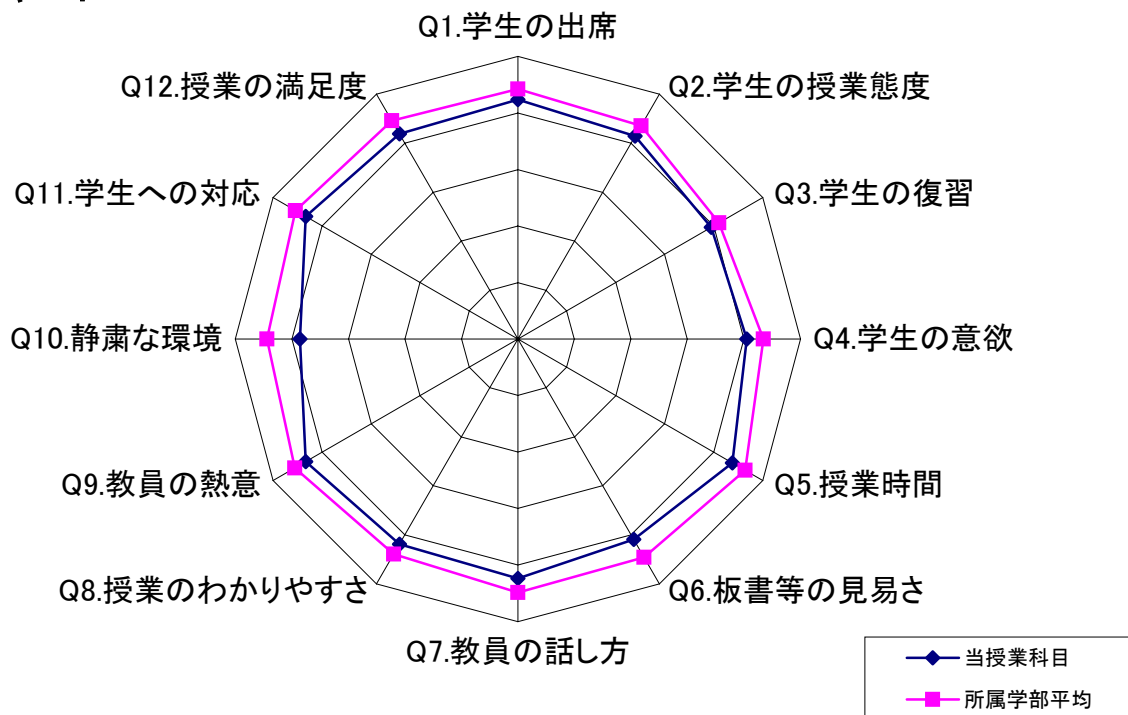 Q1.学生の出席
Q2.学生の授業態度
Q3.学生の復習
Q4.学生の意欲
Q5.授業時間
Q6.板書等の見易さ
Q7.教員の話し方
Q8.授業のわかりやすさ
Q9.教員の熱意
Q10.静粛な環境
Q11.学生への対応
Q12.授業の満足度
当授業科目
所属学部平均